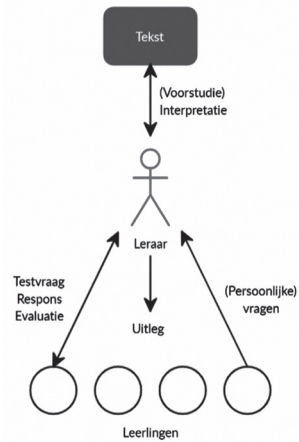 Tekst
(Voorstudie)
Interpretatie
Leraar
Testvraag
Respons
Evaluatie
(Persoonlijke)
vragen
Uitleg
Leerlingen